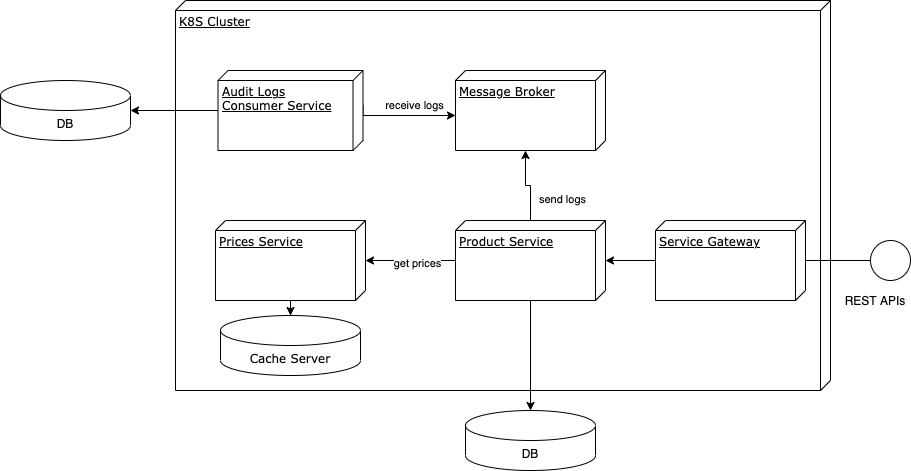 K8S Cluster
Audit Logs
Consumer Service
receive logs
Message Broker
DB
send logs
Prices Service
get prices
Product Service
Service Gateway
REST APIs
Cache Server
DB